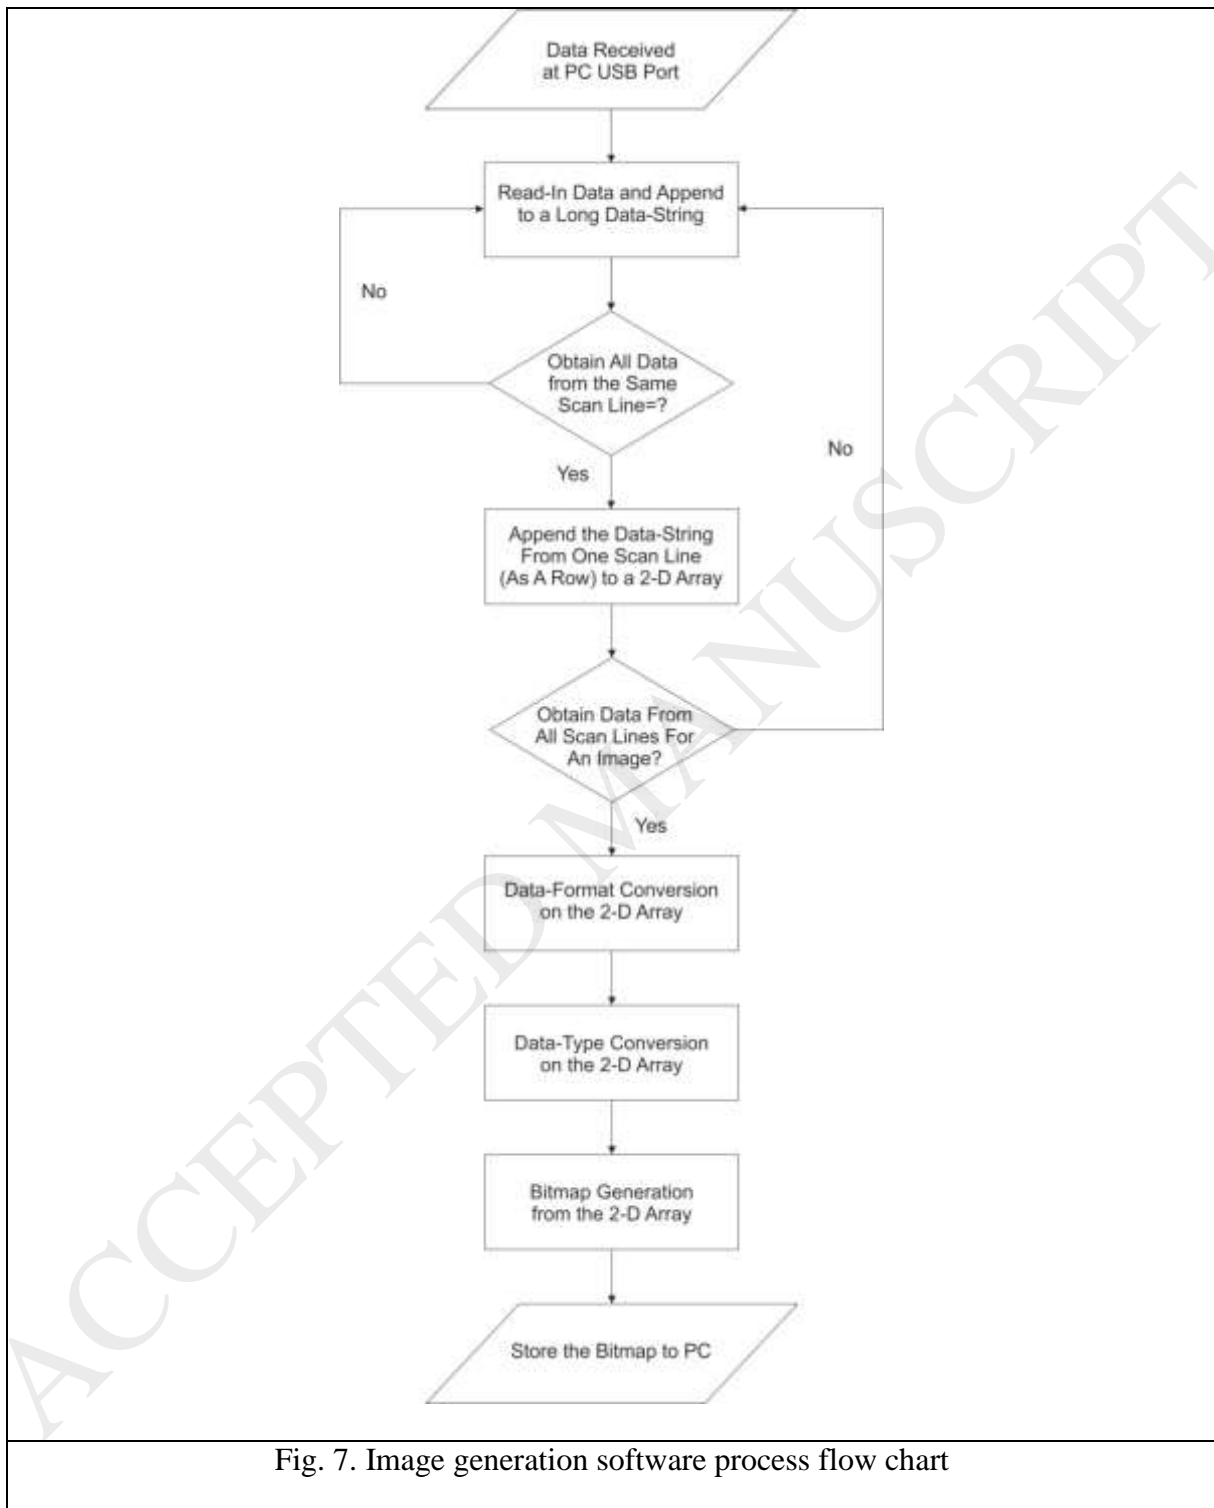 Data Received
at PC USB Port
Read-In Data and Append
to a Long Data-String
No
Obtain All Data
from the Same
Scan Line=?
No
Yes
Append the Data-String
From One Scan Line
(As A Row) to a 2-D Array
Obtain Data From
All Scan Lines For
An Image?
Yes
Data-Format Conversion
on the 2-D Array
Data-Type Conversion
on the 2-D Array
Bitmap Generation
from the 2-D Array
Store the Bitmap to PC
Fig. 7. Image generation software process flow chart
ACCEPTED MANUSCRIPT